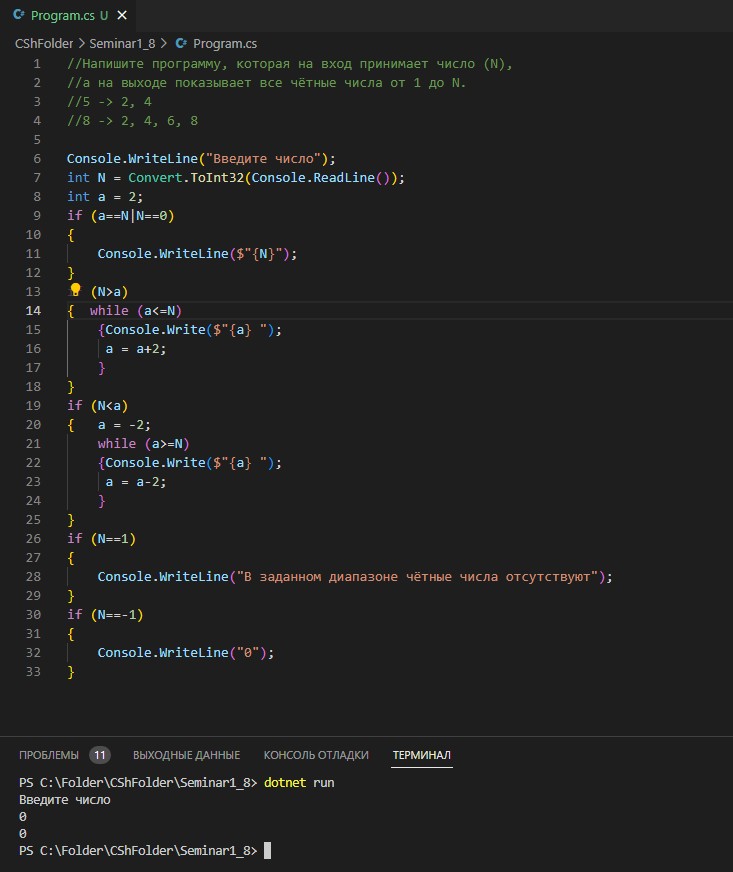 Program.cs U
CShFolder > Seminar1_8 > Program.cs
1 //Напишите программу, которая на вход принимает число (N),
2 //а на выходе показывает все чётные числа от 1 до N.
3 //5 -> 2, 4
4 //8 -> 2, 4, 6, 8
5
6 Console.WriteLine("Введите число");
7 int N = Convert.ToInt32(Console.ReadLine());
8 int a = 2;
9 if (a==N|N==0)
10 {
11 Console.WriteLine($"{N}");
12 }
13 (N>a)
14 { while (a<=N)
15 {Console.Write($"{a} ");
16 a = a+2;
17 }
18 }
19 if (N<a)
20 { a = -2;
21 while (a>=N)
22 {Console.Write($"{a} ");
23 a = a-2;
24 }
25 }
26 if (N==1)
27 {
28 Console.WriteLine("В заданном диапазоне чётные числа отсутствуют");
29 }
30 if (N==-1)
31 {
32 Console.WriteLine("0");
33 }
ПРОБЛЕМЫ 11 ВЫХОДНЫЕ ДАННЫЕ КОНСОЛЬ ОТЛАДКИ ТЕРМИНАЛ
PS C:\Folder\CShFolder\Seminar1_8> dotnet run
Введите число
0
0
PS C:\Folder\CShFolder\Seminar1_8>